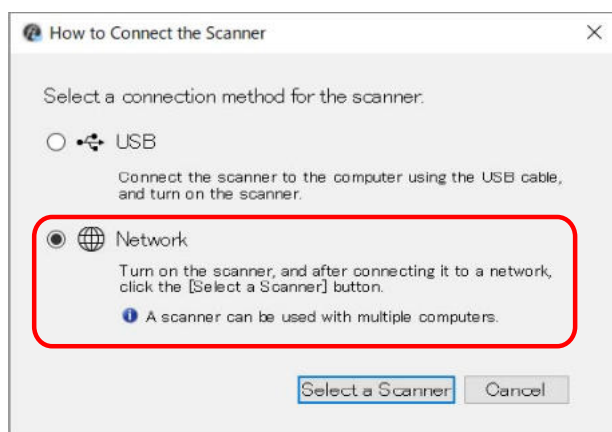 How to Connect the Scanner
Select a connection method for the scanner.
USB
Connect the scanner to the computer using the USB cable,
and turn on the scanner.
Network
Turn on the scanner, and after connecting it to a network,
click the [Select a Scanner] button.
A scanner can be used with multiple computers.
Select a Scanner Cancel